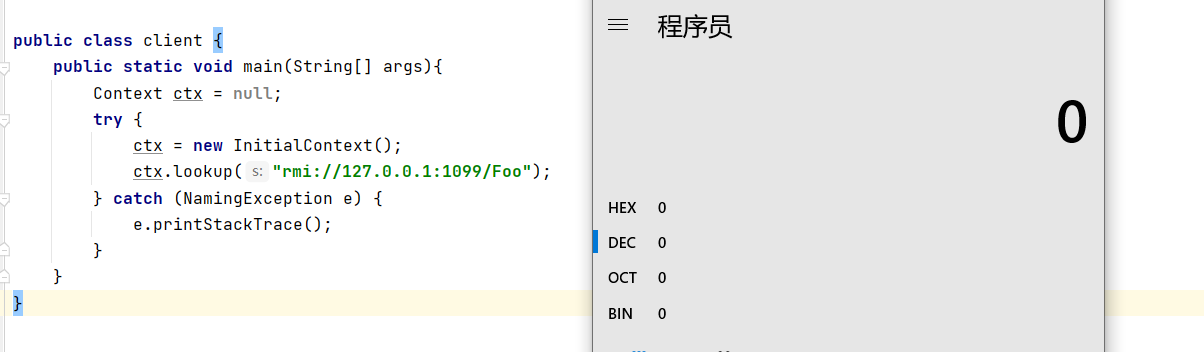 public class client {
public static void main(String[] args){
Context ctx = null;
try {
ctx = new InitialContext();
ctx.lookup( s: "rmi://127.0.0.1:1099/Foo");
} catch (NamingException e) {
e.printStackTrace();
}
}
}
程序员
0
HEX 0
DEC 0
OCT 0
BIN 0